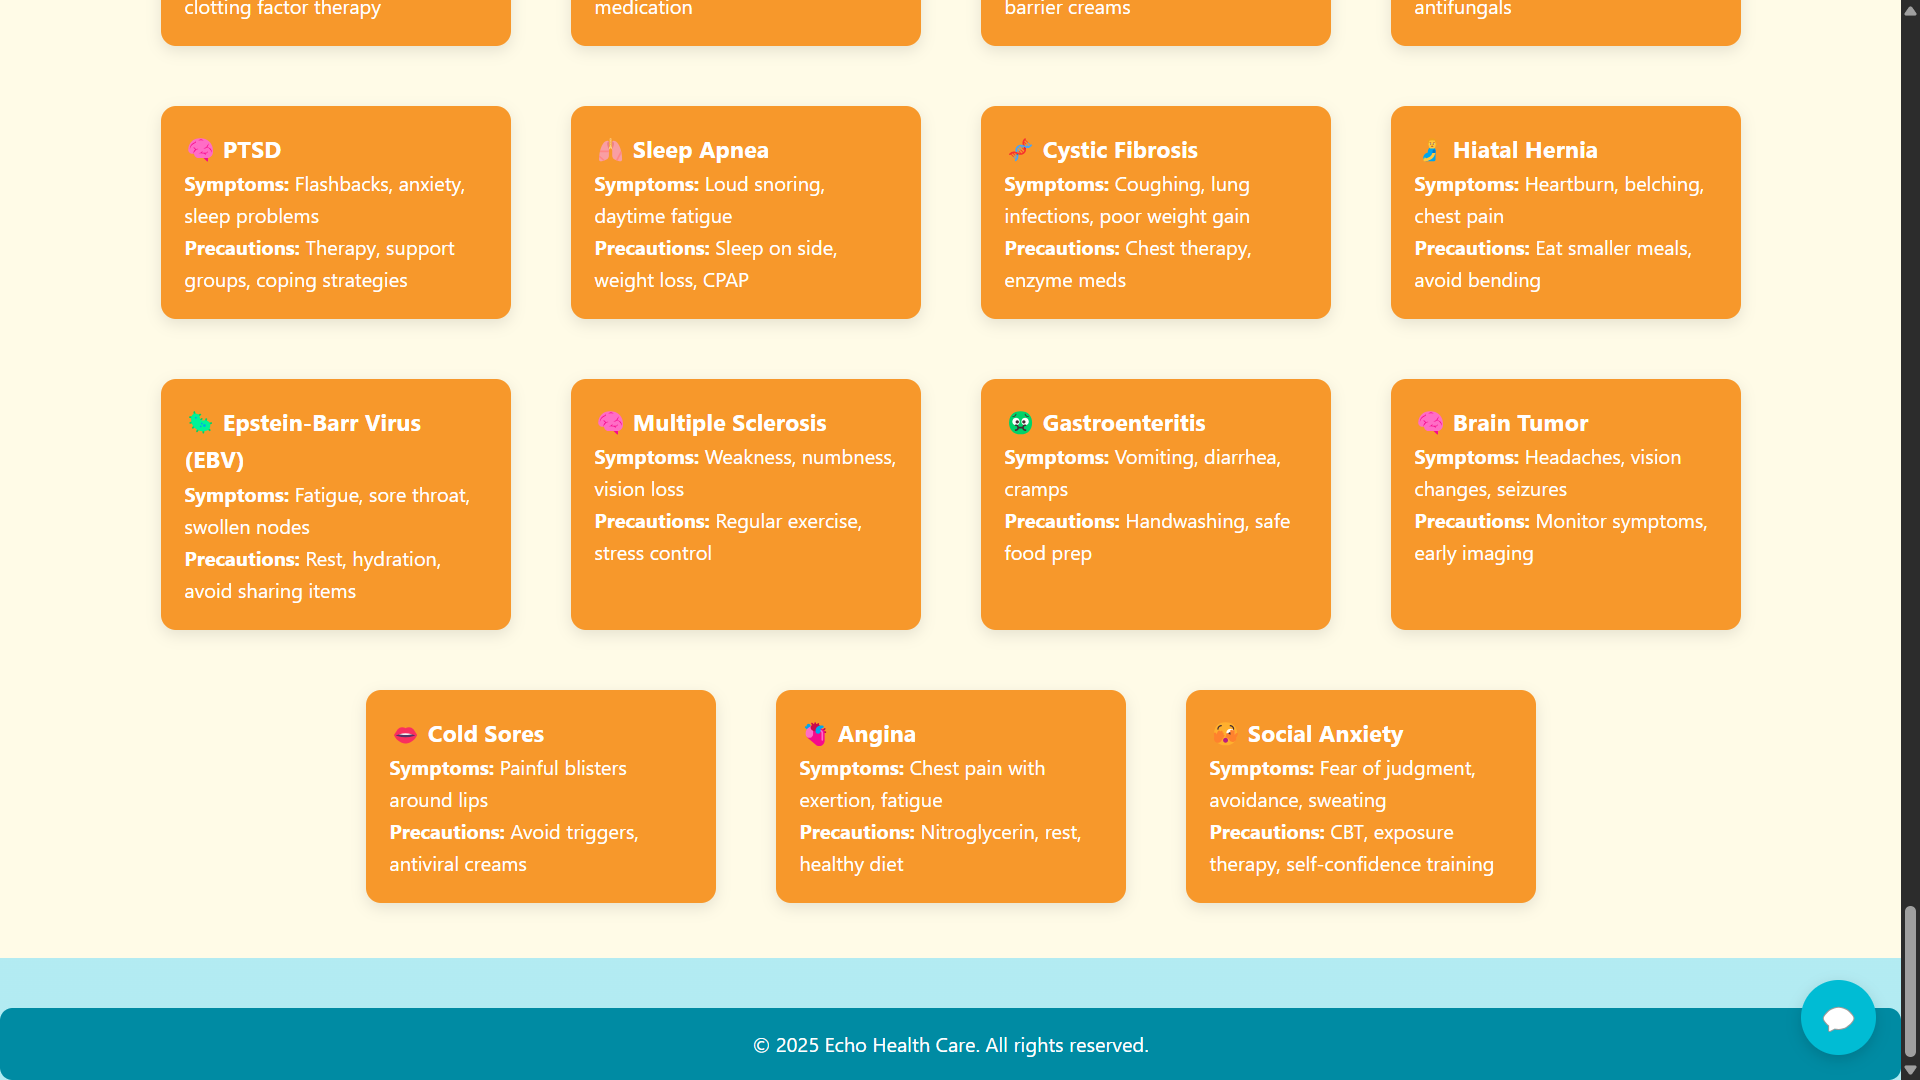 clotting factor therapy
medication
barrier creams
antifungals
PTSD
Symptoms: Flashbacks, anxiety,
sleep problems
Precautions: Therapy, support
groups, coping strategies
Sleep Apnea
Symptoms: Loud snoring,
daytime fatigue
Precautions: Sleep on side,
weight loss, CPAP
Cystic Fibrosis
Symptoms: Coughing, lung
infections, poor weight gain
Precautions: Chest therapy,
enzyme meds
Hiatal Hernia
Symptoms: Heartburn, belching,
chest pain
Precautions: Eat smaller meals,
avoid bending
Epstein-Barr Virus
(EBV)
Symptoms: Fatigue, sore throat,
swollen nodes
Precautions: Rest, hydration,
avoid sharing items
Multiple Sclerosis
Symptoms: Weakness, numbness,
vision loss
Precautions: Regular exercise,
stress control
Gastroenteritis
Symptoms: Vomiting, diarrhea,
cramps
Precautions: Handwashing, safe
food prep
Brain Tumor
Symptoms: Headaches, vision
changes, seizures
Precautions: Monitor symptoms,
early imaging
Cold Sores
Symptoms: Painful blisters
around lips
Precautions: Avoid triggers,
antiviral creams
Angina
Symptoms: Chest pain with
exertion, fatigue
Precautions: Nitroglycerin, rest,
healthy diet
Social Anxiety
Symptoms: Fear of judgment,
avoidance, sweating
Precautions: CBT, exposure
therapy, self-confidence training
© 2025 Echo Health Care. All rights reserved.